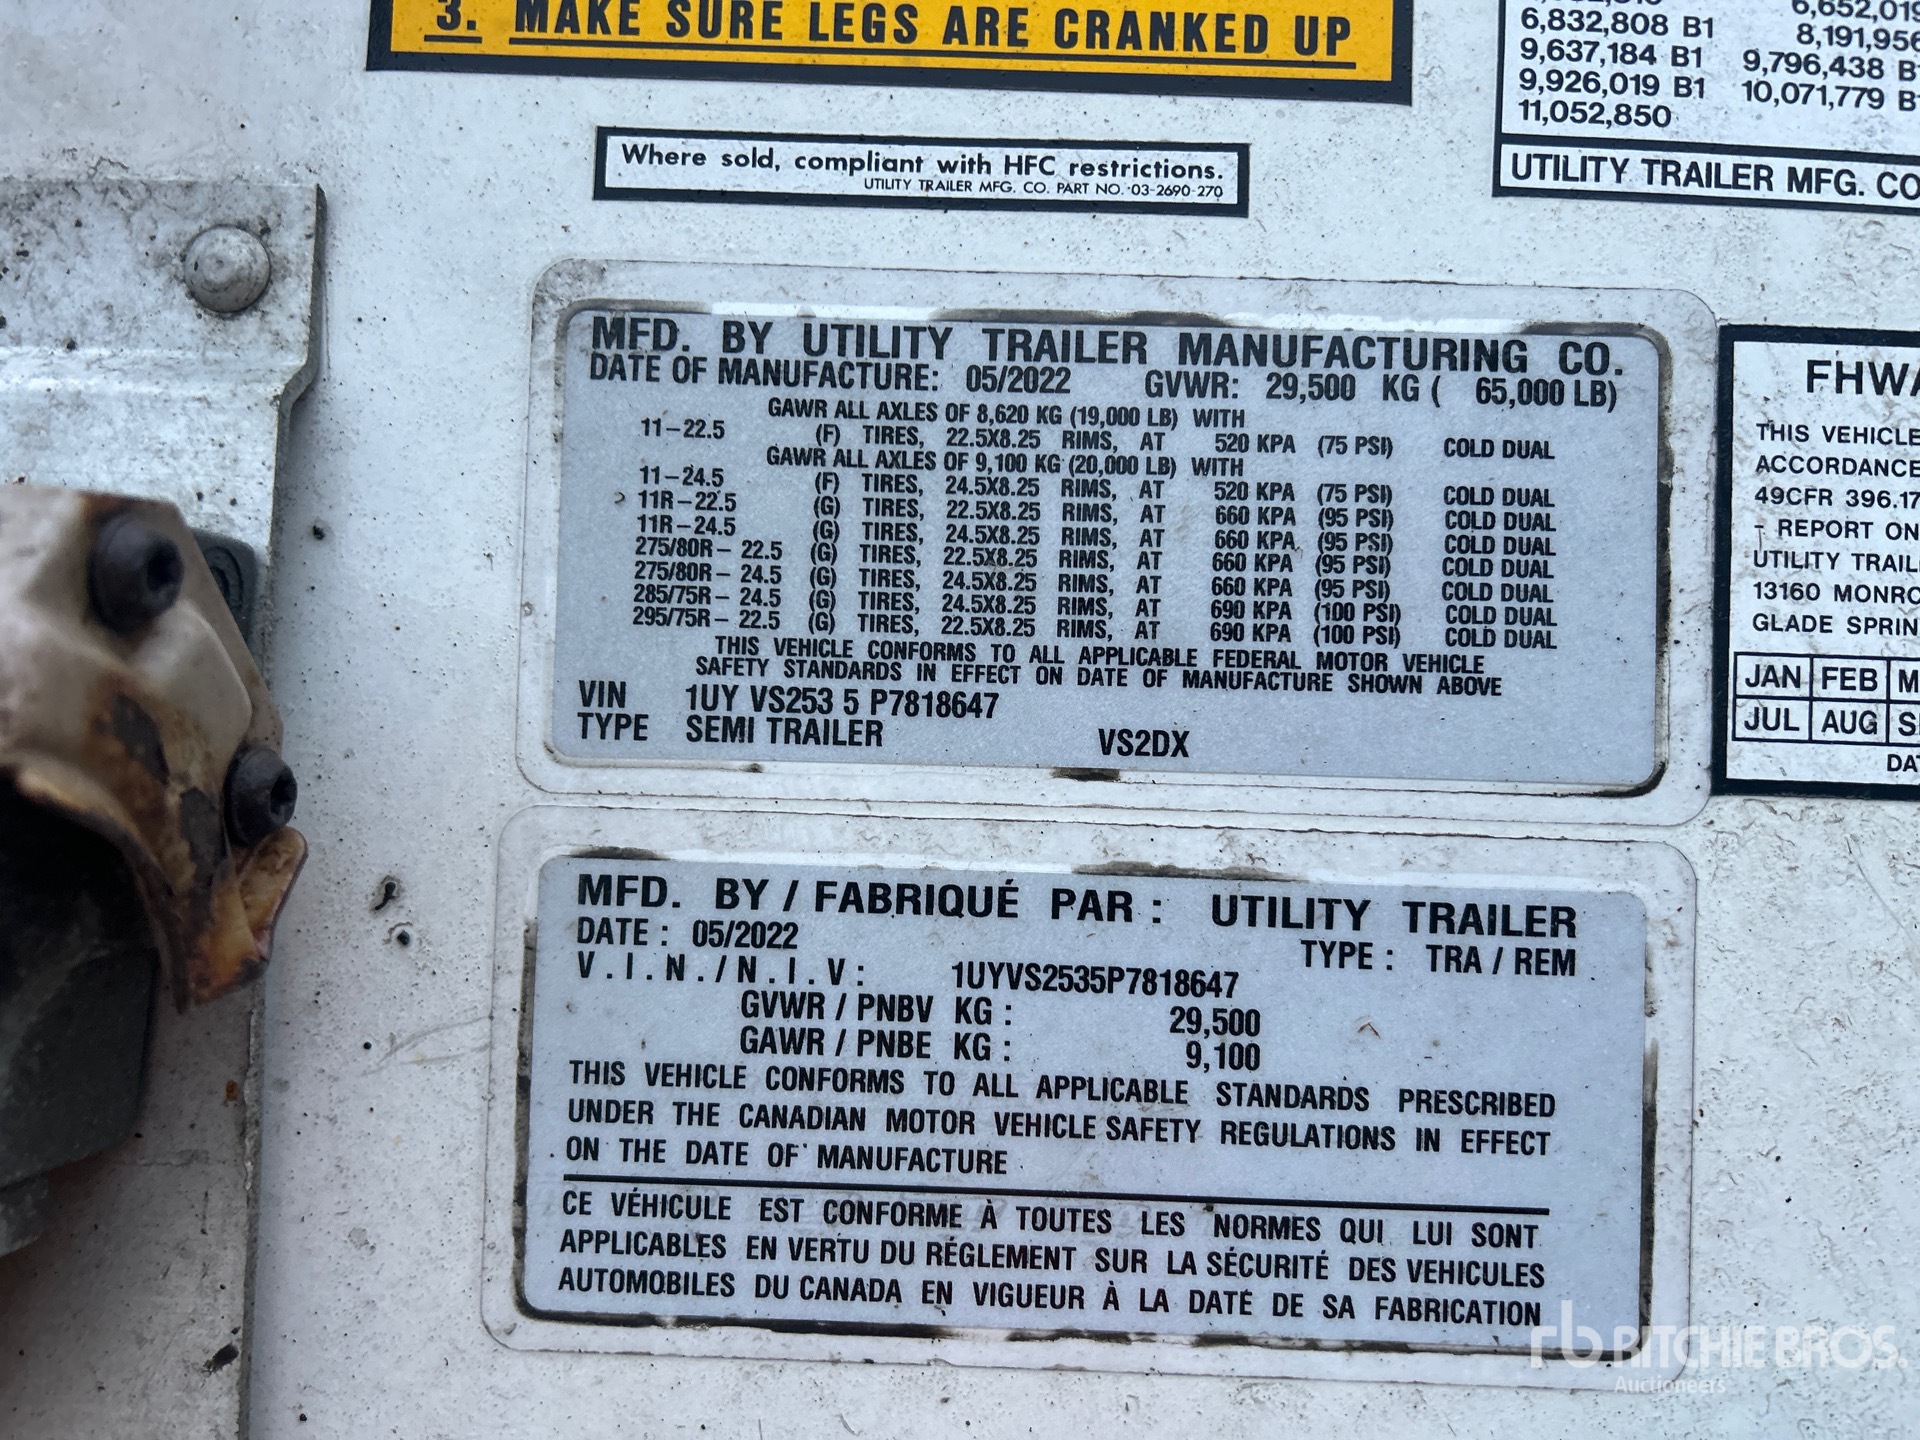 3. MAKE SURE LEGS ARE CRANKED UP
6,832,808 B1
8,191,956
9,637,184 B1 9,796,438 B
9,926,019 B1 10,071,779 B
11,052,850
UTILITY TRAILER MFG. CO
Where sold, compliant with HFC restrictions.
UTILITY TRAILER MFG. CO. PART NO. 03-2690-270
MFD. BY UTILITY TRAILER MANUFACTURING CO.
DATE OF MANUFACTURE: 05/2022 GVWR: 29,500 KG ( 65,000 LB)
GAWR ALL AXLES OF 8,620 KG (19,000 LB) WITH
11-22.5 (F) TIRES, 22.5X8.25 RIMS, AT 520 KPA (75 PSI) COLD DUAL
GAWR ALL AXLES OF 9,100 KG (20,000 LB) WITH
11-24.5 (F) TIRES, 24.5X8.25 RIMS, AT 520 KPA (75 PSI) COLD DUAL
11R-22.5 (G) TIRES, 22.5X8.25 RIMS, AT 660 KPA (95 PSI) COLD DUAL
11R-24.5 (G) TIRES, 24.5X8.25 RIMS, AT 660 KPA (95 PSI) COLD DUAL
275/80R- 22.5 (G) TIRES, 22.5X8.25 RIMS, AT 660 KPA (95 PSI) COLD DUAL
275/80R- 24.5 (G) TIRES, 24.5X8.25 RIMS, AT 660 KPA (95 PSI) COLD DUAL
285/75R- 24.5 (G) TIRES, 24.5X8.25 RIMS, AT 690 KPA (100 PSI) COLD DUAL
295/75R- 22.5 (G) TIRES, 22.5X8.25 RIMS, AT 690 KPA (100 PSI) COLD DUAL
THIS VEHICLE CONFORMS TO ALL APPLICABLE FEDERAL MOTOR VEHICLE
SAFETY STANDARDS IN EFFECT ON DATE OF MANUFACTURE SHOWN ABOVE
VIN 1UY VS253 5 P7818647
TYPE SEMI TRAILER VS2DX
FHWA
THIS VEHICLE
ACCORDANCE
49CFR 396.17
- REPORT ON
UTILITY TRAIL
13160 MONRO
GLADE SPRIN
JAN FEB M
JUL AUG S
DAT
MFD. BY / FABRIQUÉ PAR : UTILITY TRAILER
DATE : 05/2022 TYPE : TRA / REM
V.I.N./N.I.V: 1UYVS2535P7818647
GVWR / PNBV KG : 29,500
GAWR / PNBE KG : 9,100
THIS VEHICLE CONFORMS TO ALL APPLICABLE STANDARDS PRESCRIBED
UNDER THE CANADIAN MOTOR VEHICLE SAFETY REGULATIONS IN EFFECT
ON THE DATE OF MANUFACTURE
CE VÉHICULE EST CONFORME À TOUTES LES NORMES QUI LUI SONT
APPLICABLES EN VERTU DU RÉGLEMENT SUR LA SÉCURITÉ DES VEHICULES
AUTOMOBILES DU CANADA EN VIGUEUR À LA DATE DE SA FABRICATION
rb RITCHIE BROS.
Auctioneers